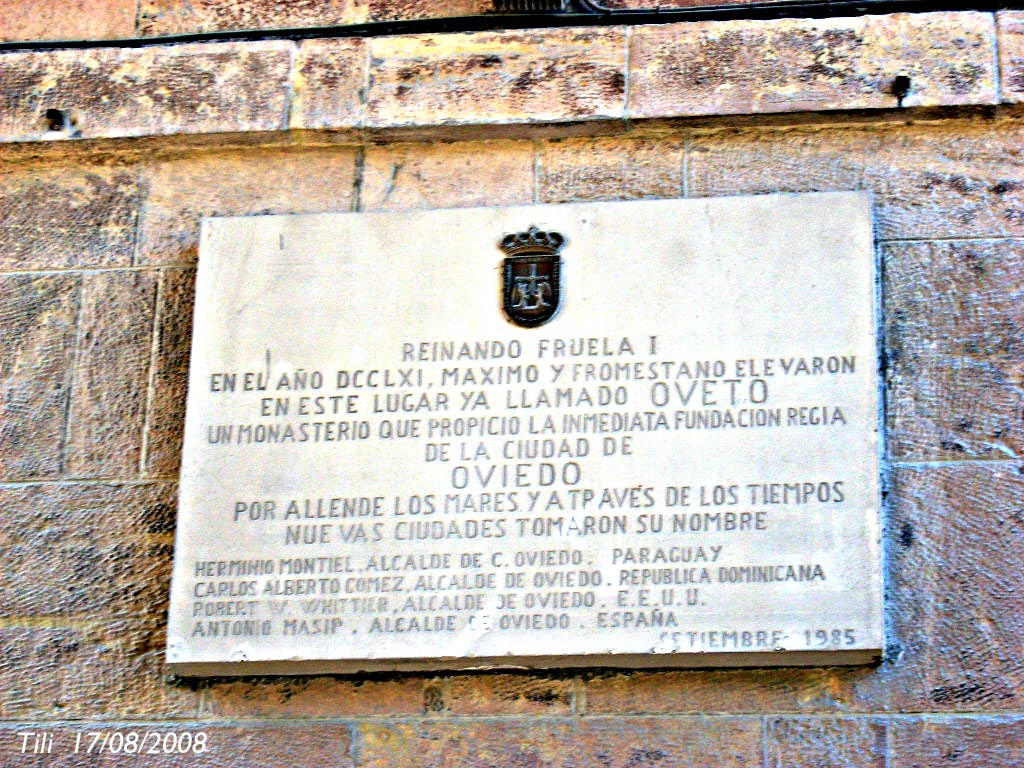 REINANDO FRUELA I
EN EL AÑO DCCLXI, MAXIMO Y FROMESTANO ELEVARON
EN ESTE LUGAR YA LLAMADO OVETO
UN MONASTERIO QUE PROPICIO LA INMEDIATA FUNDACION REGIA
DE LA CIUDAD DE
OVIEDO
POR ALLENDE LOS MARES Y ATRAVÉS DE LOS TIEMPOS
NUEVAS CIUDADES TOMARON SU NOMBRE
HERMINIO MONTIEL, ALCALDE DE C. OVIEDO. PARAGUAY
CARLOS ALBERTO GOMEZ, ALCALDE DE OVIEDO. REPUBLICA DOMINICANA
ROBERT W. WHITTIER, ALCALDE DE OVIEDO. E.E.U.U.
ANTONIO MASIP. ALCALDE DE OVIEDO. ESPAÑA
SETIEMBRE 1985
Tili 17/08/2008